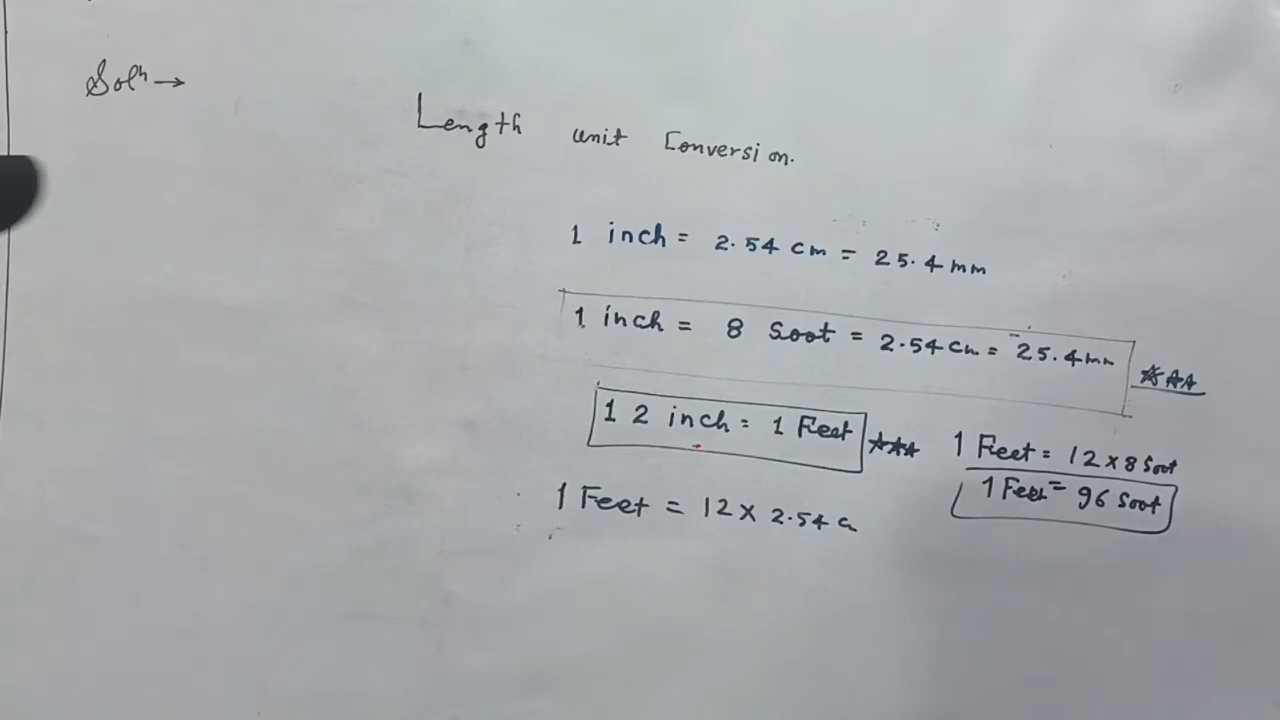 Solⁿ →
Length unit Conversion.
1 inch = 2.54 cm = 25.4 mm
1 inch = 8 Soot = 2.54 cm = 25.4 mm
12 inch = 1 Feet
1 Feet = 12 × 8 Soot
1 Feet = 96 Soot
1 Feet = 12 × 2.54 c